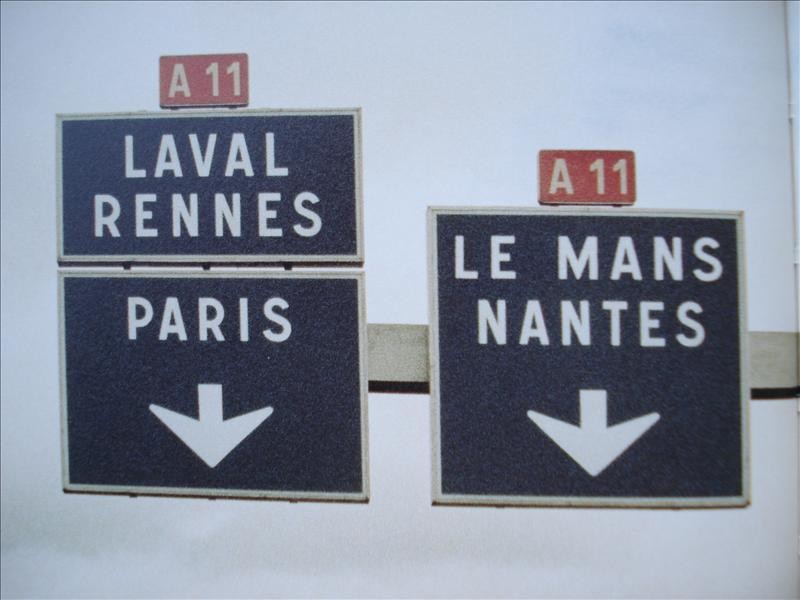 A 11
LAVAL
RENNES
PARIS
A 11
LE MANS
NANTES